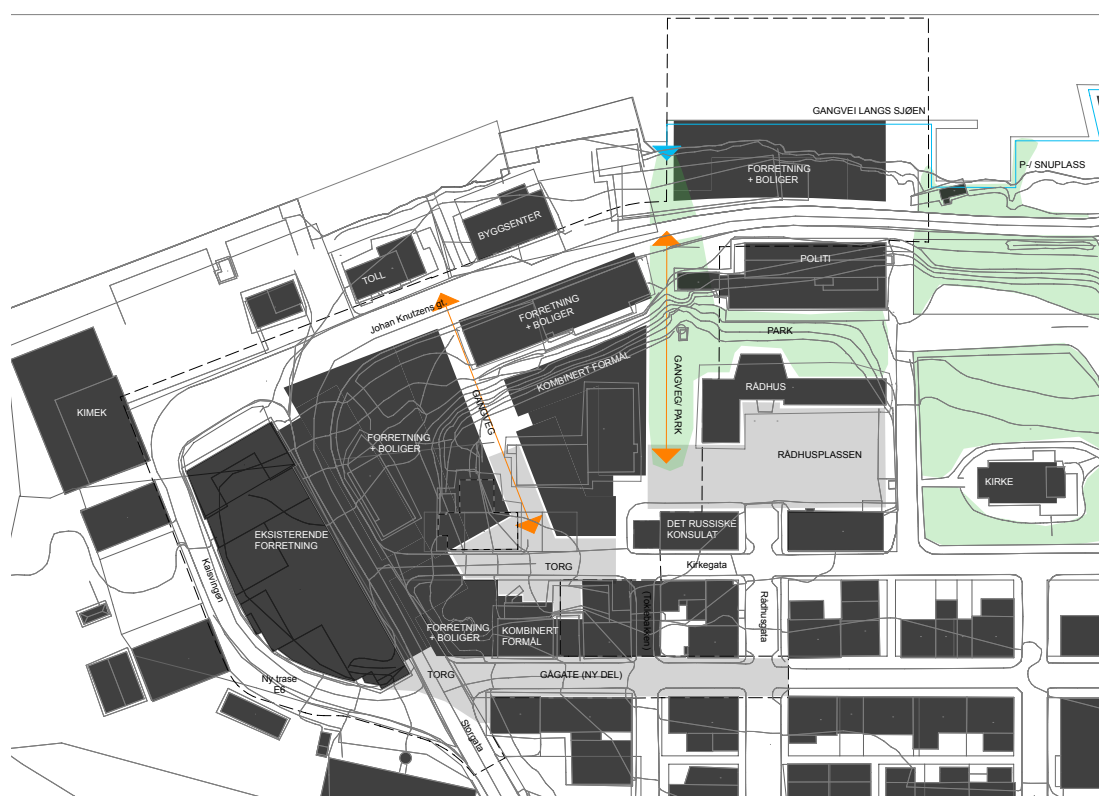 GANGVEI LANGS SJØEN
P-/ SNUPLASS
FORRETNING
+ BOLIGER
BYGGSENTER
TOLL
POLITI
Johan Knutzens gt.
FORRETNING
+ BOLIGER
PARK
KOMBINERT FORMÅL
GANGVEG/ PARK
RÅDHUS
KIMEK
GANGVEG
FORRETNING
+ BOLIGER
RÅDHUSPLASSEN
KIRKE
EKSISTERENDE
FORRETNING
DET RUSSISKE
KONSULAT
Kirkegata
TORG
Kaisvingen
(Tollbbakken)
Rådhusgata
FORRETNING
+ BOLIGER
KOMBINERT
FORMÅL
TORG
GÅGATE (NY DEL)
Ny trase
E6
Storgata